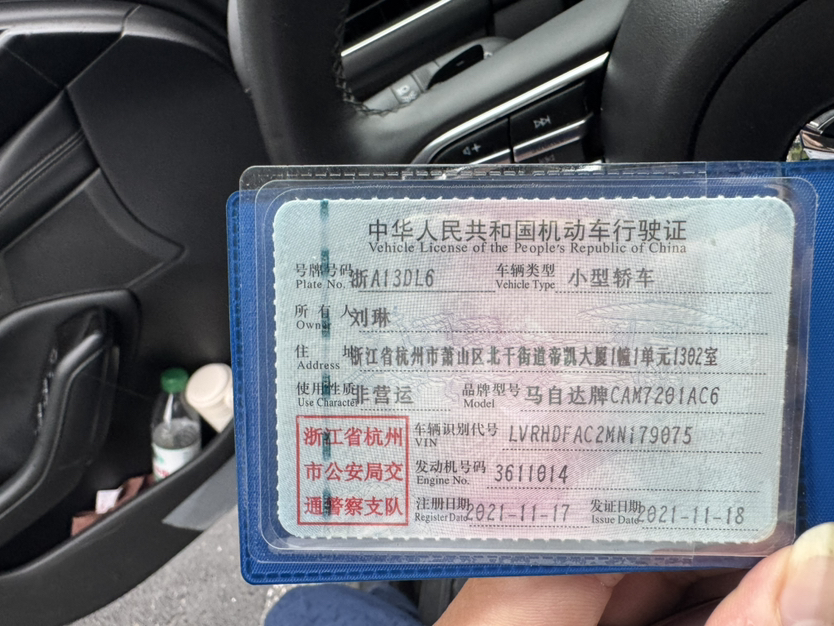 中华人民共和国机动车行驶证
Vehicle License of the People's Republic of China
号牌号码 浙A13DL6 车辆类型 小型轿车
Plate No. Vehicle Type
所有人 刘琳
Owner
住址 浙江省杭州市萧山区北干街道帝凯大厦1幢1单元1302室
Address
使用性质 非营运 品牌型号 马自达牌CAM7201AC6
Use Character Model
浙江省杭州
市公安局交
通警察支队
车辆识别代号 LVRHDFAC2MN179075
VIN
发动机号码 3611014
Engine No.
注册日期 2021-11-17 发证日期 2021-11-18
Register Date Issue Date